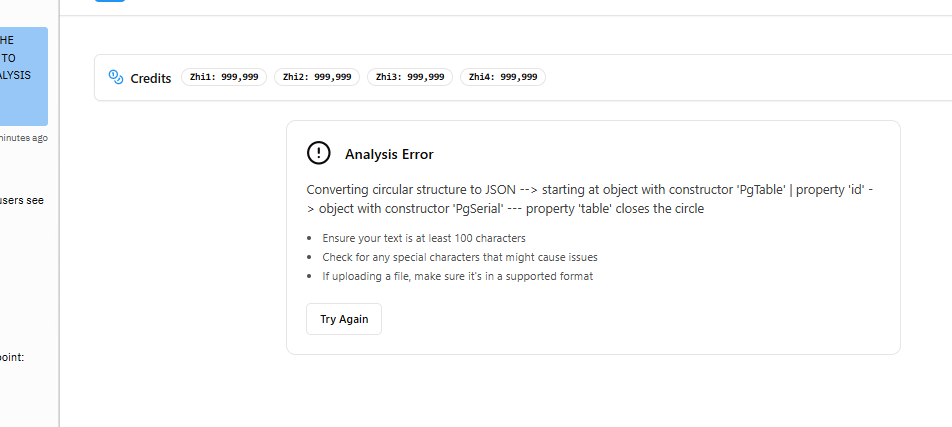 HE
TO
ALYSIS
minutes ago
users see
point:
Credits Zhi1: 999,999 Zhi2: 999,999 Zhi3: 999,999 Zhi4: 999,999
Analysis Error
Converting circular structure to JSON --> starting at object with constructor 'PgTable' | property 'id' -
> object with constructor 'PgSerial' --- property 'table' closes the circle
• Ensure your text is at least 100 characters
• Check for any special characters that might cause issues
• If uploading a file, make sure it's in a supported format
Try Again